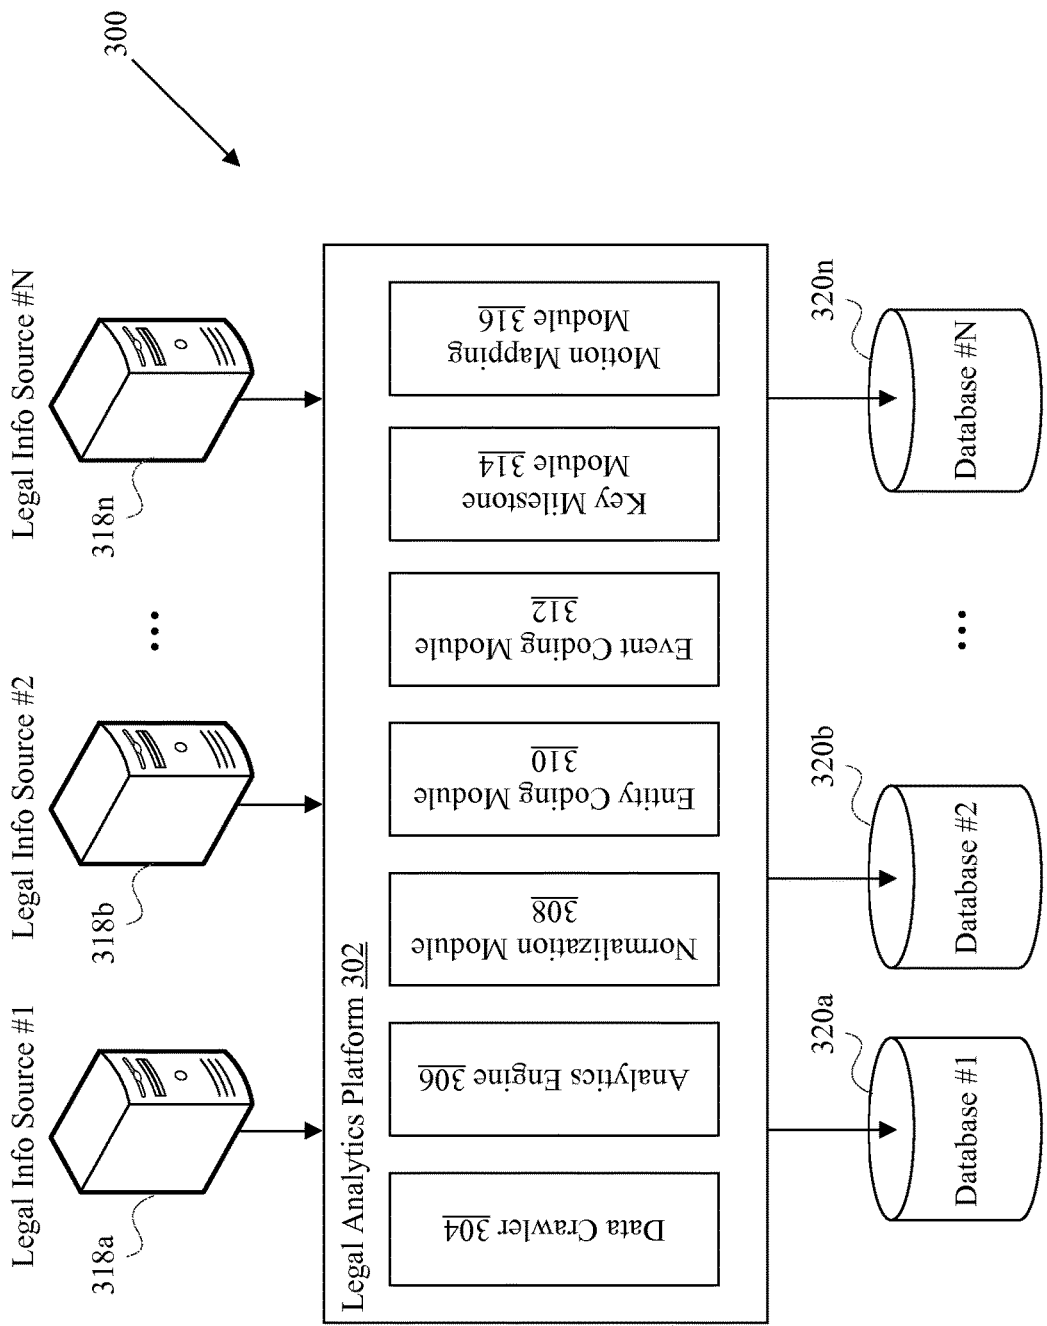 300
Legal Info Source #1
Legal Info Source #2
Legal Info Source #N
318a
318b
...
318n
Legal Analytics Platform 302
Data Crawler 304
Analytics Engine 306
Normalization Module
308
Entity Coding Module
310
Event Coding Module
312
Key Milestone
Module 314
Motion Mapping
Module 316
320a
320b
320n
Database #1
Database #2
...
Database #N